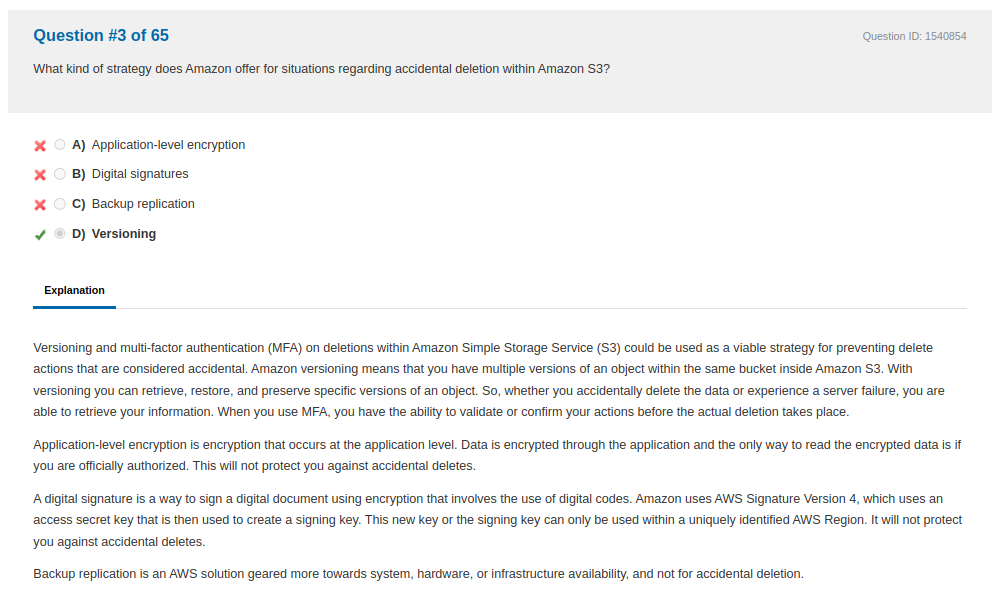 Question #3 of 65
Question ID: 1540854
What kind of strategy does Amazon offer for situations regarding accidental deletion within Amazon S3?
A) Application-level encryption
B) Digital signatures
C) Backup replication
D) Versioning
Explanation
Versioning and multi-factor authentication (MFA) on deletions within Amazon Simple Storage Service (S3) could be used as a viable strategy for preventing delete
actions that are considered accidental. Amazon versioning means that you have multiple versions of an object within the same bucket inside Amazon S3. With
versioning you can retrieve, restore, and preserve specific versions of an object. So, whether you accidentally delete the data or experience a server failure, you are
able to retrieve your information. When you use MFA, you have the ability to validate or confirm your actions before the actual deletion takes place.
Application-level encryption is encryption that occurs at the application level. Data is encrypted through the application and the only way to read the encrypted data is if
you are officially authorized. This will not protect you against accidental deletes.
A digital signature is a way to sign a digital document using encryption that involves the use of digital codes. Amazon uses AWS Signature Version 4, which uses an
access secret key that is then used to create a signing key. This new key or the signing key can only be used within a uniquely identified AWS Region. It will not protect
you against accidental deletes.
Backup replication is an AWS solution geared more towards system, hardware, or infrastructure availability, and not for accidental deletion.